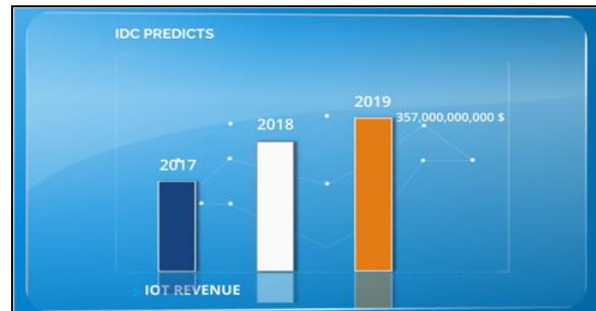 IDC PREDICTS
2019
357,000,000,000 $
2018
2017
> IOT REVENUE